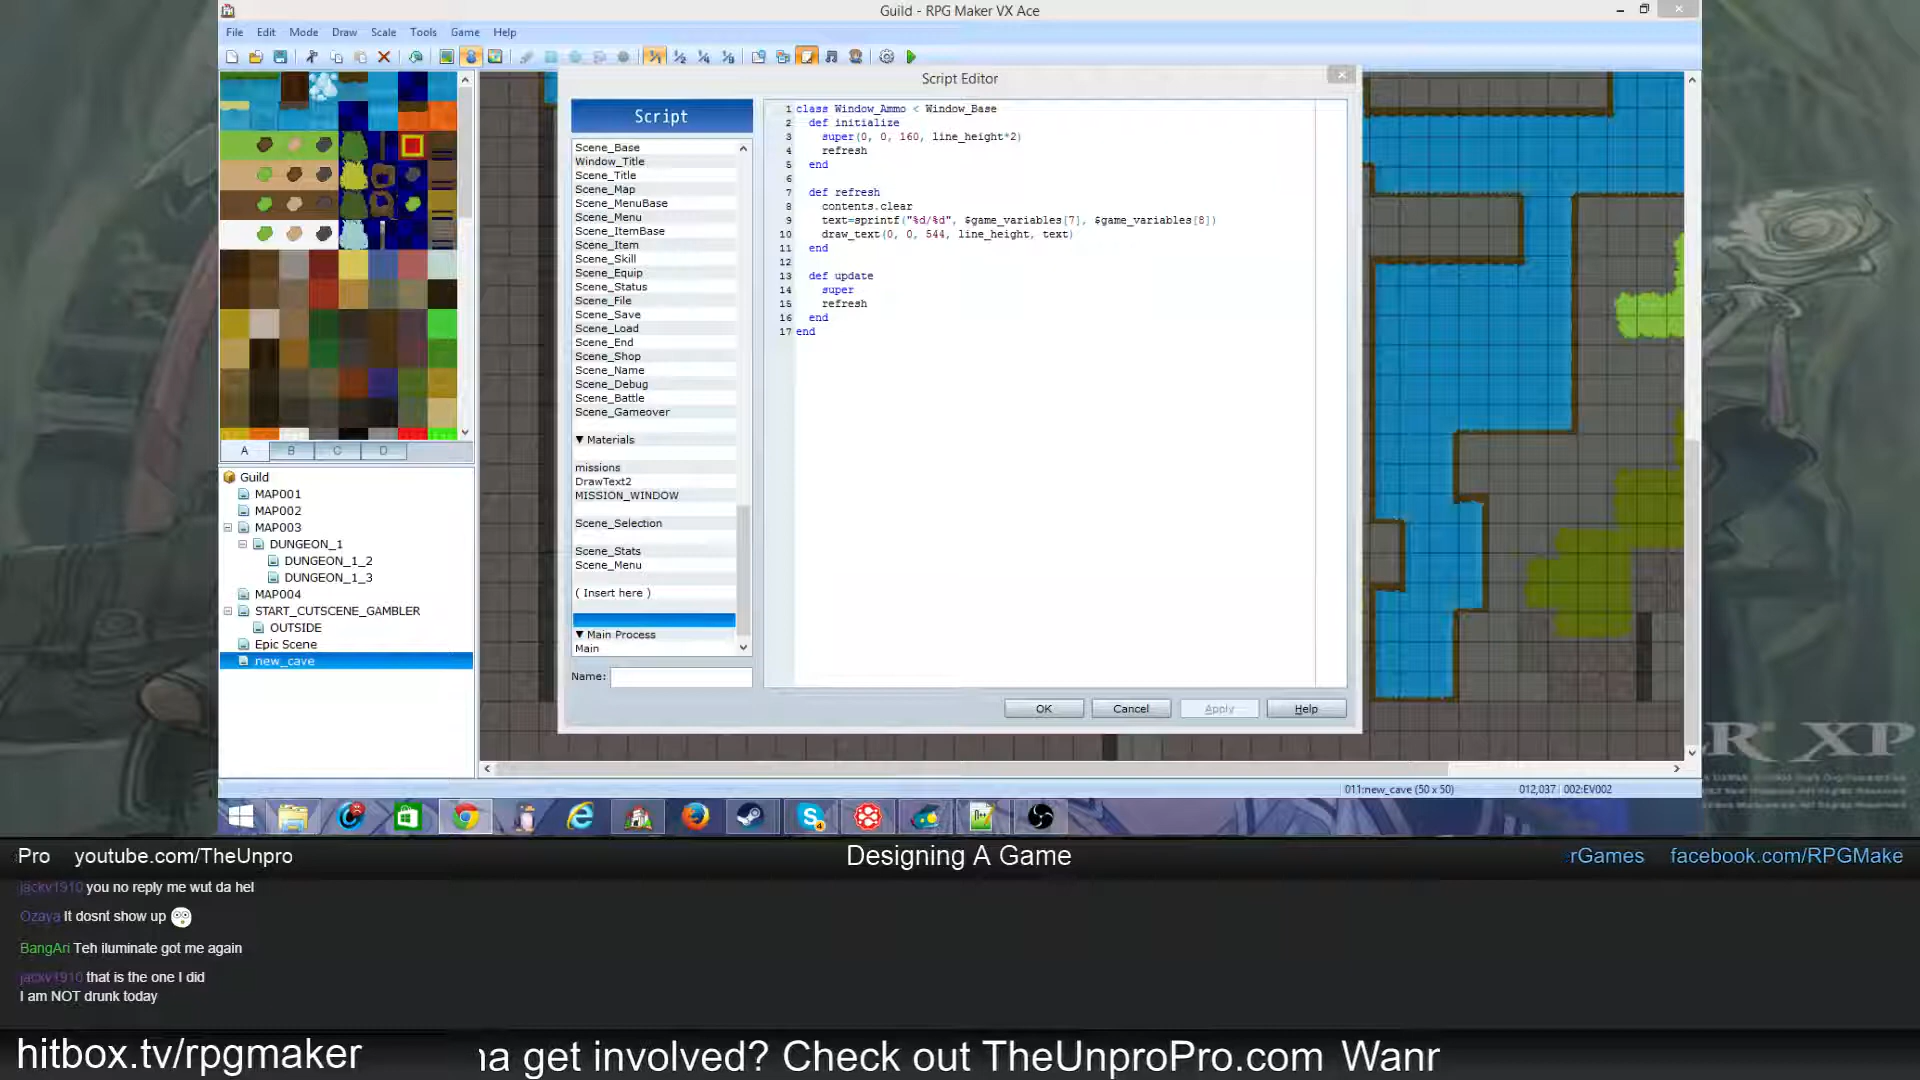 Guild - RPG Maker VX Ace
File Edit Mode Draw Scale Tools Game Help
Script Editor
Script
Scene_Base
Window_Title
Scene_Title
Scene_Map
Scene_MenuBase
Scene_Menu
Scene_ItemBase
Scene_Item
Scene_Skill
Scene_Equip
Scene_Status
Scene_File
Scene_Save
Scene_Load
Scene_End
Scene_Shop
Scene_Name
Scene_Debug
Scene_Battle
Scene_Gameover
▼ Materials
missions
DrawText2
MISSION_WINDOW
Scene_Selection
Scene_Stats
Scene_Menu
( Insert here )
▼ Main Process
Main
Name:
1 class Window_Ammo < Window_Base
2 def initialize
3 super(0, 0, 160, line_height*2)
4 refresh
5 end
6
7 def refresh
8 contents.clear
9 text=sprintf("%d/%d", $game_variables[7], $game_variables[8])
10 draw_text(0, 0, 544, line_height, text)
11 end
12
13 def update
14 super
15 refresh
16 end
17 end
OK Cancel Apply Help
A B C D
Guild
MAP001
MAP002
MAP003
DUNGEON_1
DUNGEON_1_2
DUNGEON_1_3
MAP004
START_CUTSCENE_GAMBLER
OUTSIDE
Epic Scene
new_cave
R XP
011:new_cave (50 x 50) 012,037 002:EV002
Pro youtube.com/TheUnpro
Designing A Game
rGames facebook.com/RPGMake
jackv1910 you no reply me wut da hel
Ozaya It dosnt show up
BangAri Teh iluminate got me again
jackv1910 that is the one I did
I am NOT drunk today
hitbox.tv/rpgmaker
na get involved? Check out TheUnproPro.com Wanr